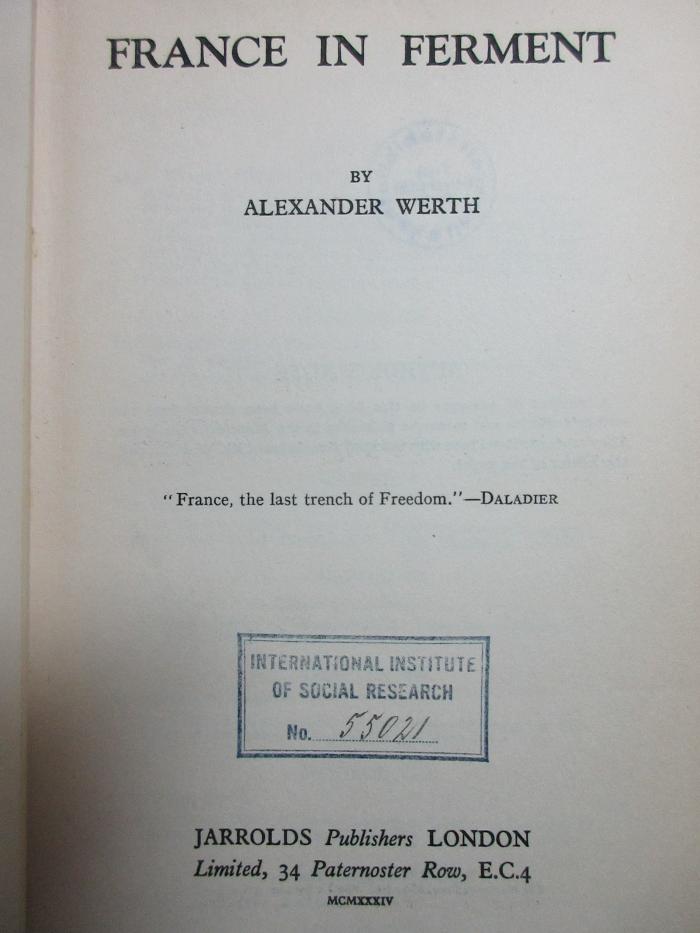 FRANCE IN FERMENT
BY
ALEXANDER WERTH
"France, the last trench of Freedom."—DALADIER
INTERNATIONAL INSTITUTE
OF SOCIAL RESEARCH
No. 55021
JARROLDS Publishers LONDON
Limited, 34 Paternoster Row, E.C.4
MCMXXXIV